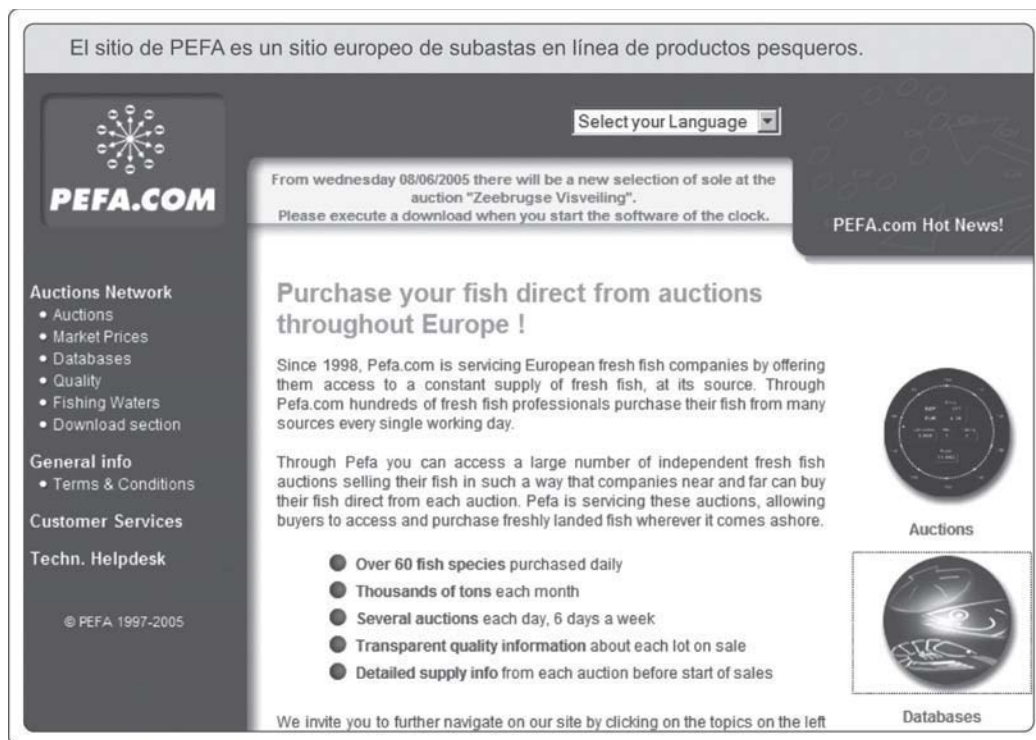 El sitio de PEFA es un sitio europeo de subastas en línea de productos pesqueros.
PEFA.COM
Select your Language
From wednesday 08/06/2005 there will be a new selection of sole at the
auction "Zeebrugse Visveiling".
Please execute a download when you start the software of the clock.
PEFA.com Hot News!
Auctions Network
• Auctions
• Market Prices
• Databases
• Quality
• Fishing Waters
• Download section
General info
• Terms & Conditions
Customer Services
Techn. Helpdesk
© PEFA 1997-2005
Purchase your fish direct from auctions
throughout Europe !
Since 1998, Pefa.com is servicing European fresh fish companies by offering
them access to a constant supply of fresh fish, at its source. Through
Pefa.com hundreds of fresh fish professionals purchase their fish from many
sources every single working day.
Through Pefa you can access a large number of independent fresh fish
auctions selling their fish in such a way that companies near and far can buy
their fish direct from each auction. Pefa is servicing these auctions, allowing
buyers to access and purchase freshly landed fish wherever it comes ashore.
• Over 60 fish species purchased daily
• Thousands of tons each month
• Several auctions each day, 6 days a week
• Transparent quality information about each lot on sale
• Detailed supply info from each auction before start of sales
We invite you to further navigate on our site by clicking on the topics on the left
Auctions
Databases